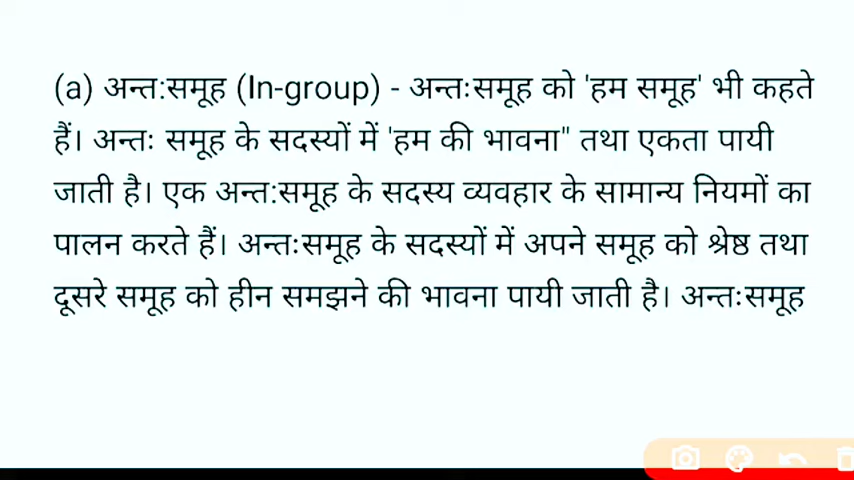 (a) अन्त:समूह (In-group) - अन्तःसमूह को 'हम समूह' भी कहते
हैं। अन्तः समूह के सदस्यों में 'हम की भावना" तथा एकता पायी
जाती है। एक अन्त:समूह के सदस्य व्यवहार के सामान्य नियमों का
पालन करते हैं। अन्तःसमूह के सदस्यों में अपने समूह को श्रेष्ठ तथा
दूसरे समूह को हीन समझने की भावना पायी जाती है। अन्तःसमूह